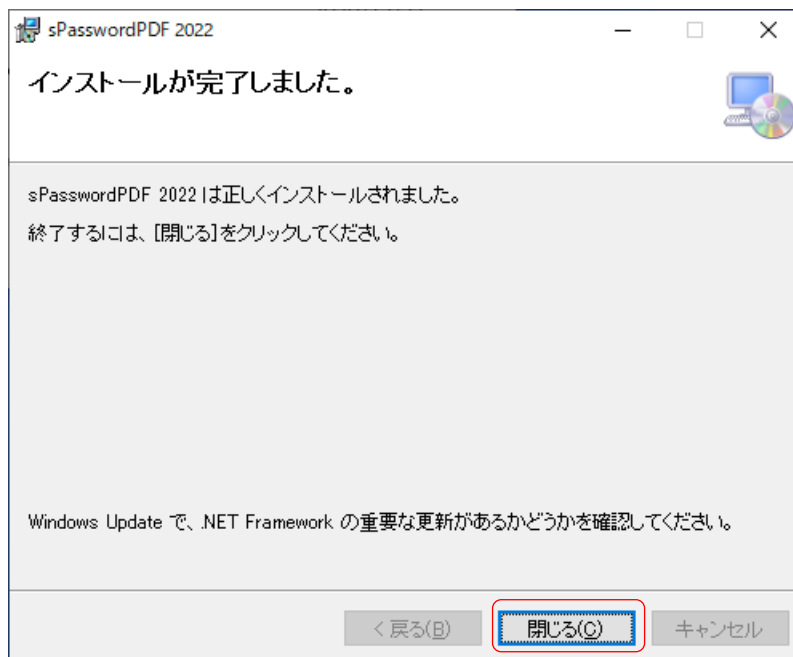 sPasswordPDF 2022
インストールが完了しました。
sPasswordPDF 2022 は正しくインストールされました。
終了するには、[閉じる]をクリックしてください。
Windows Update で、.NET Framework の重要な更新があるかどうかを確認してください。
< 戻る(B) 閉じる(C) キャンセル